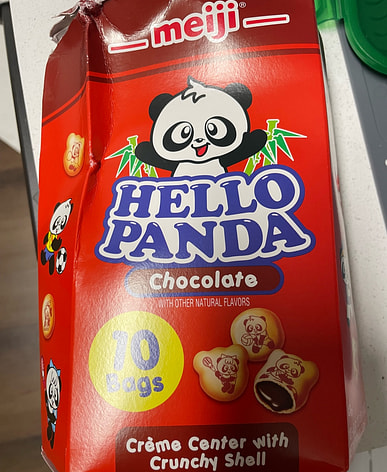 meiji®
HELLO
PANDA
Chocolate
WITH OTHER NATURAL FLAVORS
10
Bags
Crème Center with
Crunchy Shell